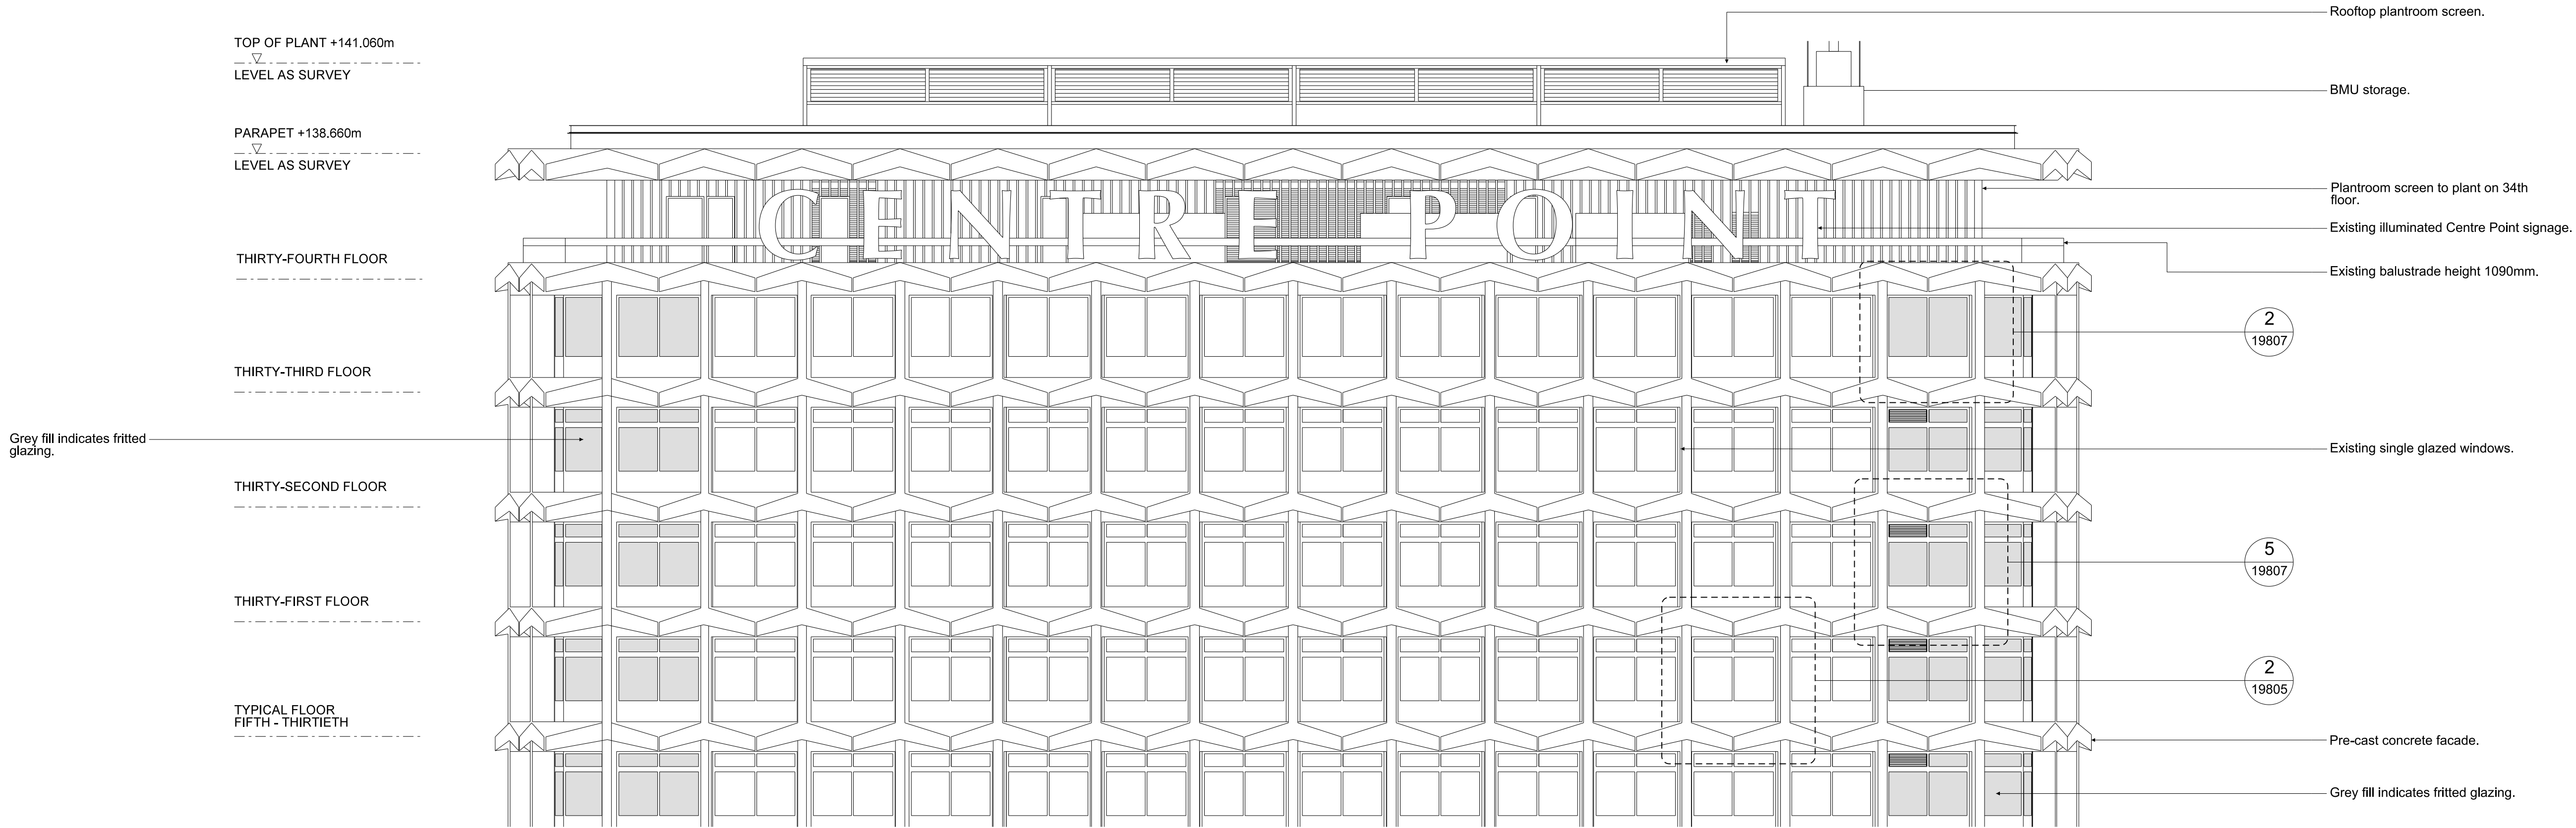 Rooftop plantroom screen.
TOP OF PLANT +141.060m
LEVEL AS SURVEY
BMU storage.
PARAPET +138.660m
LEVEL AS SURVEY
Plantroom screen to plant on 34th
floor.
CENTRE POINT
Existing illuminated Centre Point signage.
THIRTY-FOURTH FLOOR
Existing balustrade height 1090mm.
2
19807
THIRTY-THIRD FLOOR
Grey fill indicates fritted
glazing.
Existing single glazed windows.
THIRTY-SECOND FLOOR
5
19807
THIRTY-FIRST FLOOR
2
19805
TYPICAL FLOOR
FIFTH - THIRTIETH
Pre-cast concrete facade.
Grey fill indicates fritted glazing.